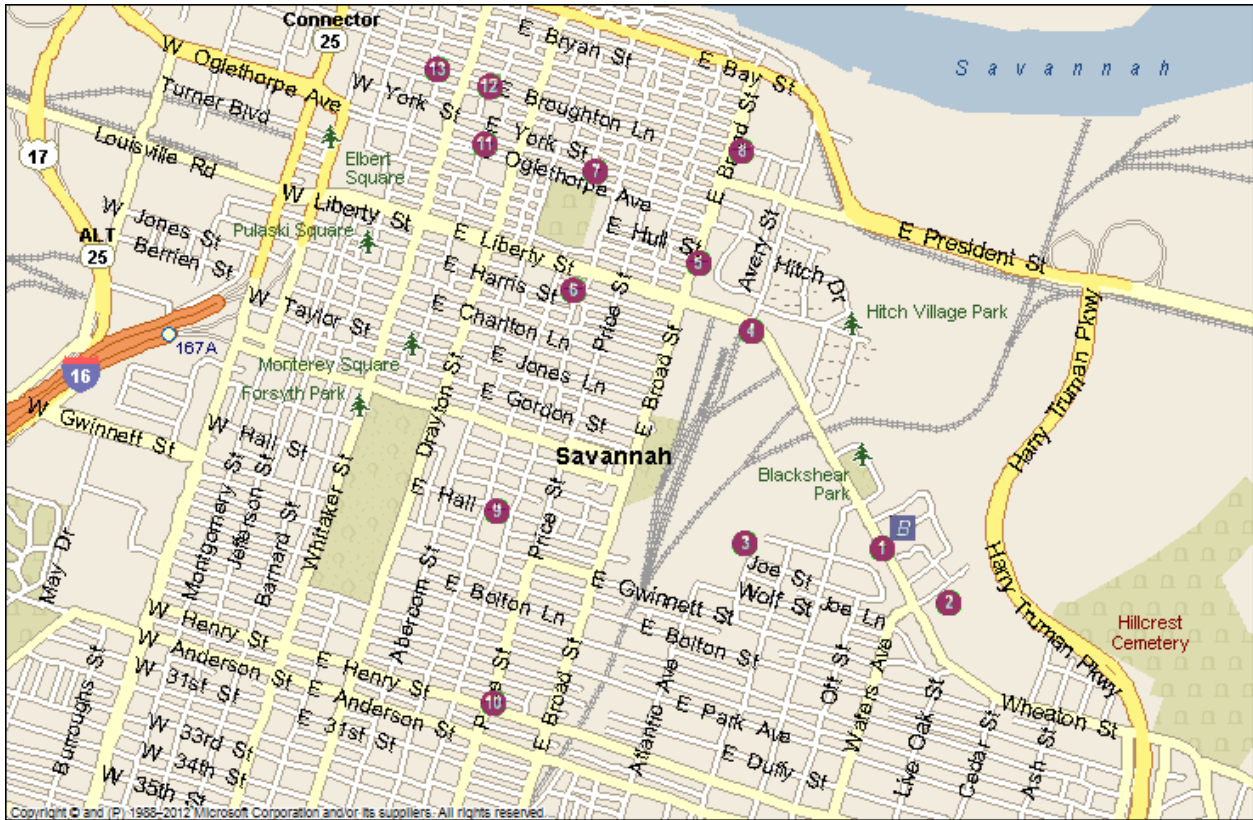 Connector
25
W Oglethorpe Ave
Turner Blvd
17
Louisville Rd
E Bryan St
E Bay St
Savannah
13
12
W York St
E Broughton Ln
E York St
11
Oglethorpe Ave
7
8
E Broad St
Elbert
Square
W Liberty St
W Jones St
Pulaski Square
ALT
25
Berrien St
E Liberty St
E Hull St
5
Avery St
Hitch Dr
E President St
E Harris St
6
Price St
4
Hitch Village Park
W Taylor St
E Charlton Ln
167A
16
Monterey Square
E Jones Ln
Forsyth Park
E Gordon St
Drayton St
E Broad St
Harry Truman Pkwy
W Gwinnett St
W Hall St
Savannah
Blackshear
Park
E Hall
9
Price St
Montgomery St
Jefferson St
Barnard St
Whitaker St
May Dr
3
1
B
2
Joe St
Joe Ln
Wolf St
E Gwinnett St
Harry Truman Pkwy
Hillcrest
Cemetery
Abercorn St
E Bolton Ln
E Bolton St
W Henry St
W Anderson St
E Henry St
E Anderson St
W 31st St
E 31st St
W 33rd St
W 34th St
W 35th St
Burroughs St
10
E Broad St
Atlantic Ave
E Park Ave
E Duffy St
Ott St
Waters Ave
Live Oak St
Cedar St
Ash St
Wheaton St
Copyright © and (P) 1988–2012 Microsoft Corporation and/or its suppliers. All rights reserved.